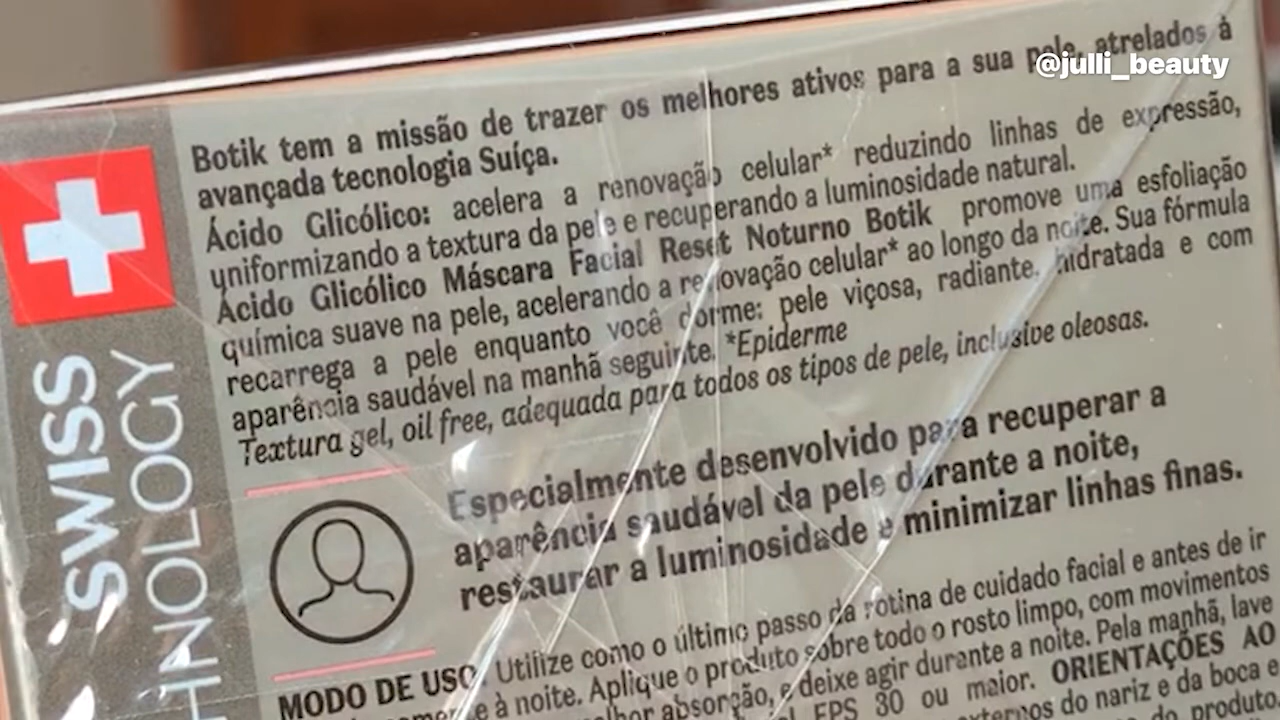 @julli_beauty
Botik tem a missão de trazer os melhores ativos para a sua pele, atrelados à
avançada tecnologia Suíça.
Ácido Glicólico: acelera a renovação celular* reduzindo linhas de expressão,
uniformizando a textura da pele e recuperando a luminosidade natural.
Ácido Glicólico Máscara Facial Reset Noturno Botik promove uma esfoliação
química suave na pele, acelerando a renovação celular* ao longo da noite. Sua fórmula
recarrega a pele enquanto você dorme: pele viçosa, radiante, hidratada e com
aparência saudável na manhã seguinte. *Epiderme
Textura gel, oil free, adequada para todos os tipos de pele, inclusive oleosas.
Especialmente desenvolvido para recuperar a
aparência saudável da pele durante a noite,
restaurar a luminosidade e minimizar linhas finas.
MODO DE USO: Utilize como o último passo da rotina de cuidado facial e antes de ir
e à noite. Aplique o produto sobre todo o rosto limpo, com movimentos
absorção, e deixe agir durante a noite. Pela manhã, lave
EPS 30 ou maior. ORIENTAÇÕES AO
externos do nariz e da boca e
do produto
SWISS
HNOLOGY